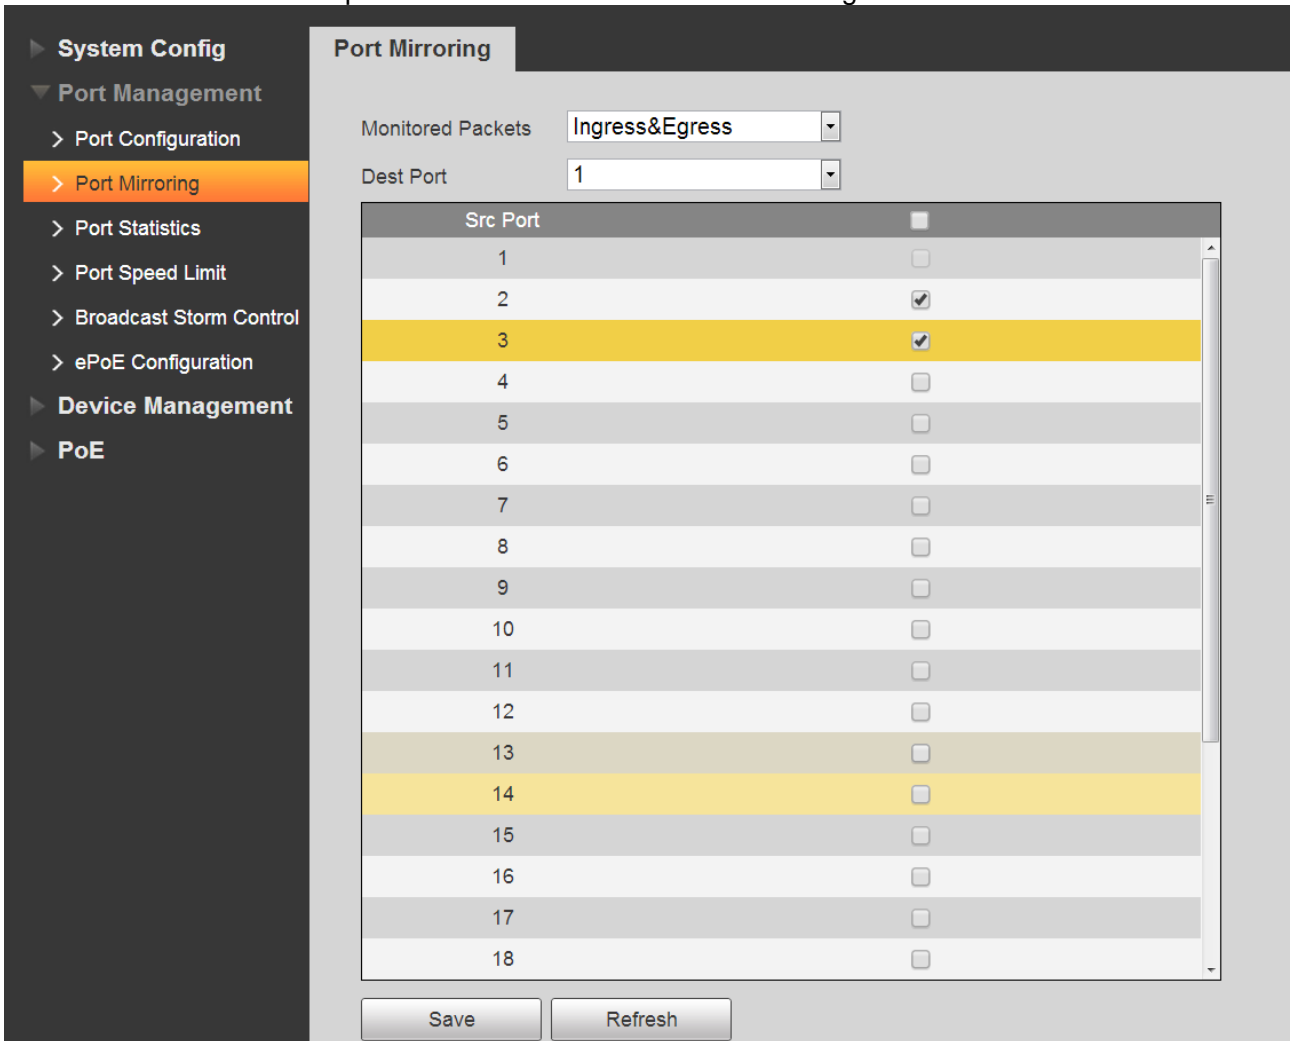 System Config
Port Management
Port Configuration
Port Mirroring
Port Statistics
Port Speed Limit
Broadcast Storm Control
ePoE Configuration
Device Management
PoE
Port Mirroring
Monitored Packets Ingress&Egress
Dest Port 1
Src Port
1
2
3
4
5
6
7
8
9
10
11
12
13
14
15
16
17
18
Save Refresh